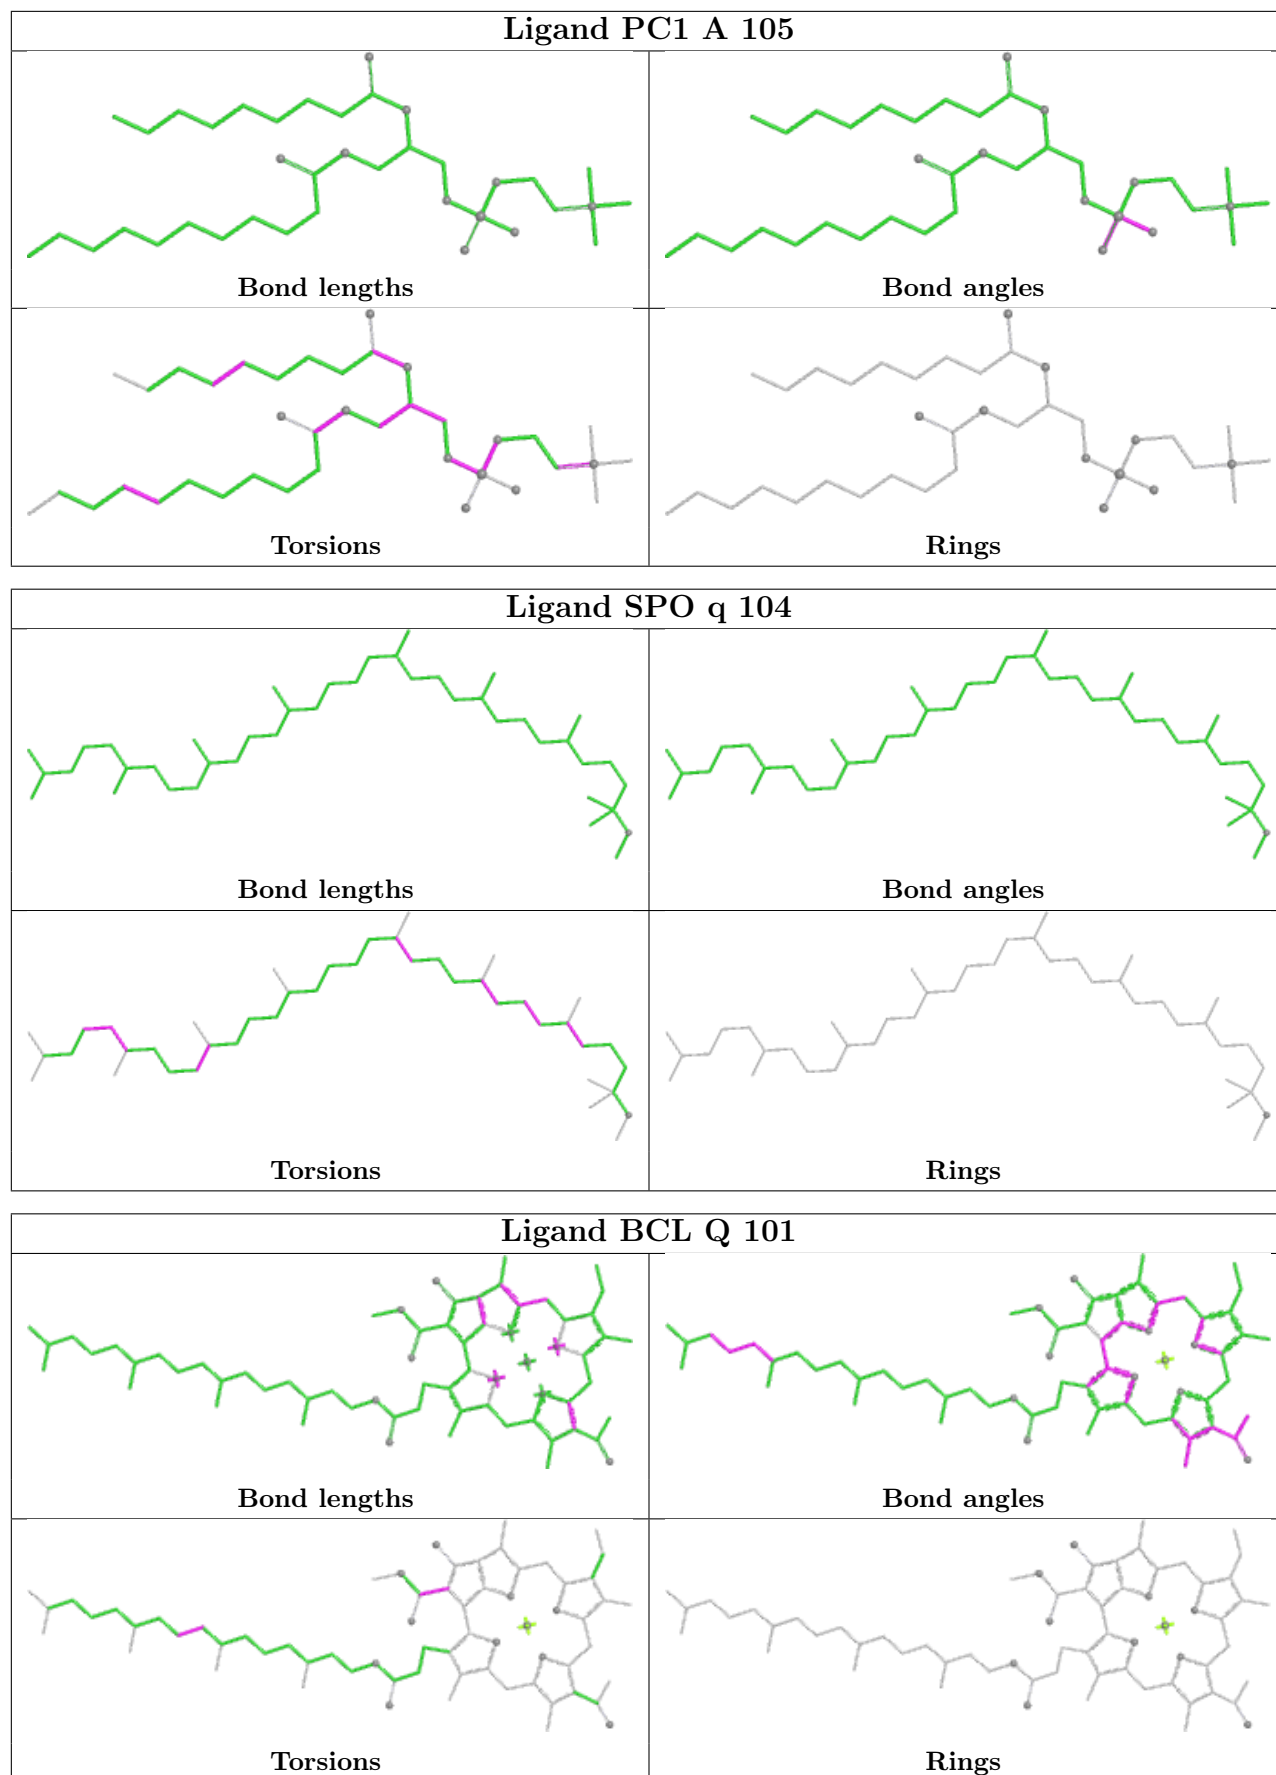 Ligand PC1 A 105
Bond lengths
Bond angles
Torsions
Rings
Ligand SPO q 104
Bond lengths
Bond angles
Torsions
Rings
Ligand BCL Q 101
Bond lengths
Bond angles
Torsions
Rings